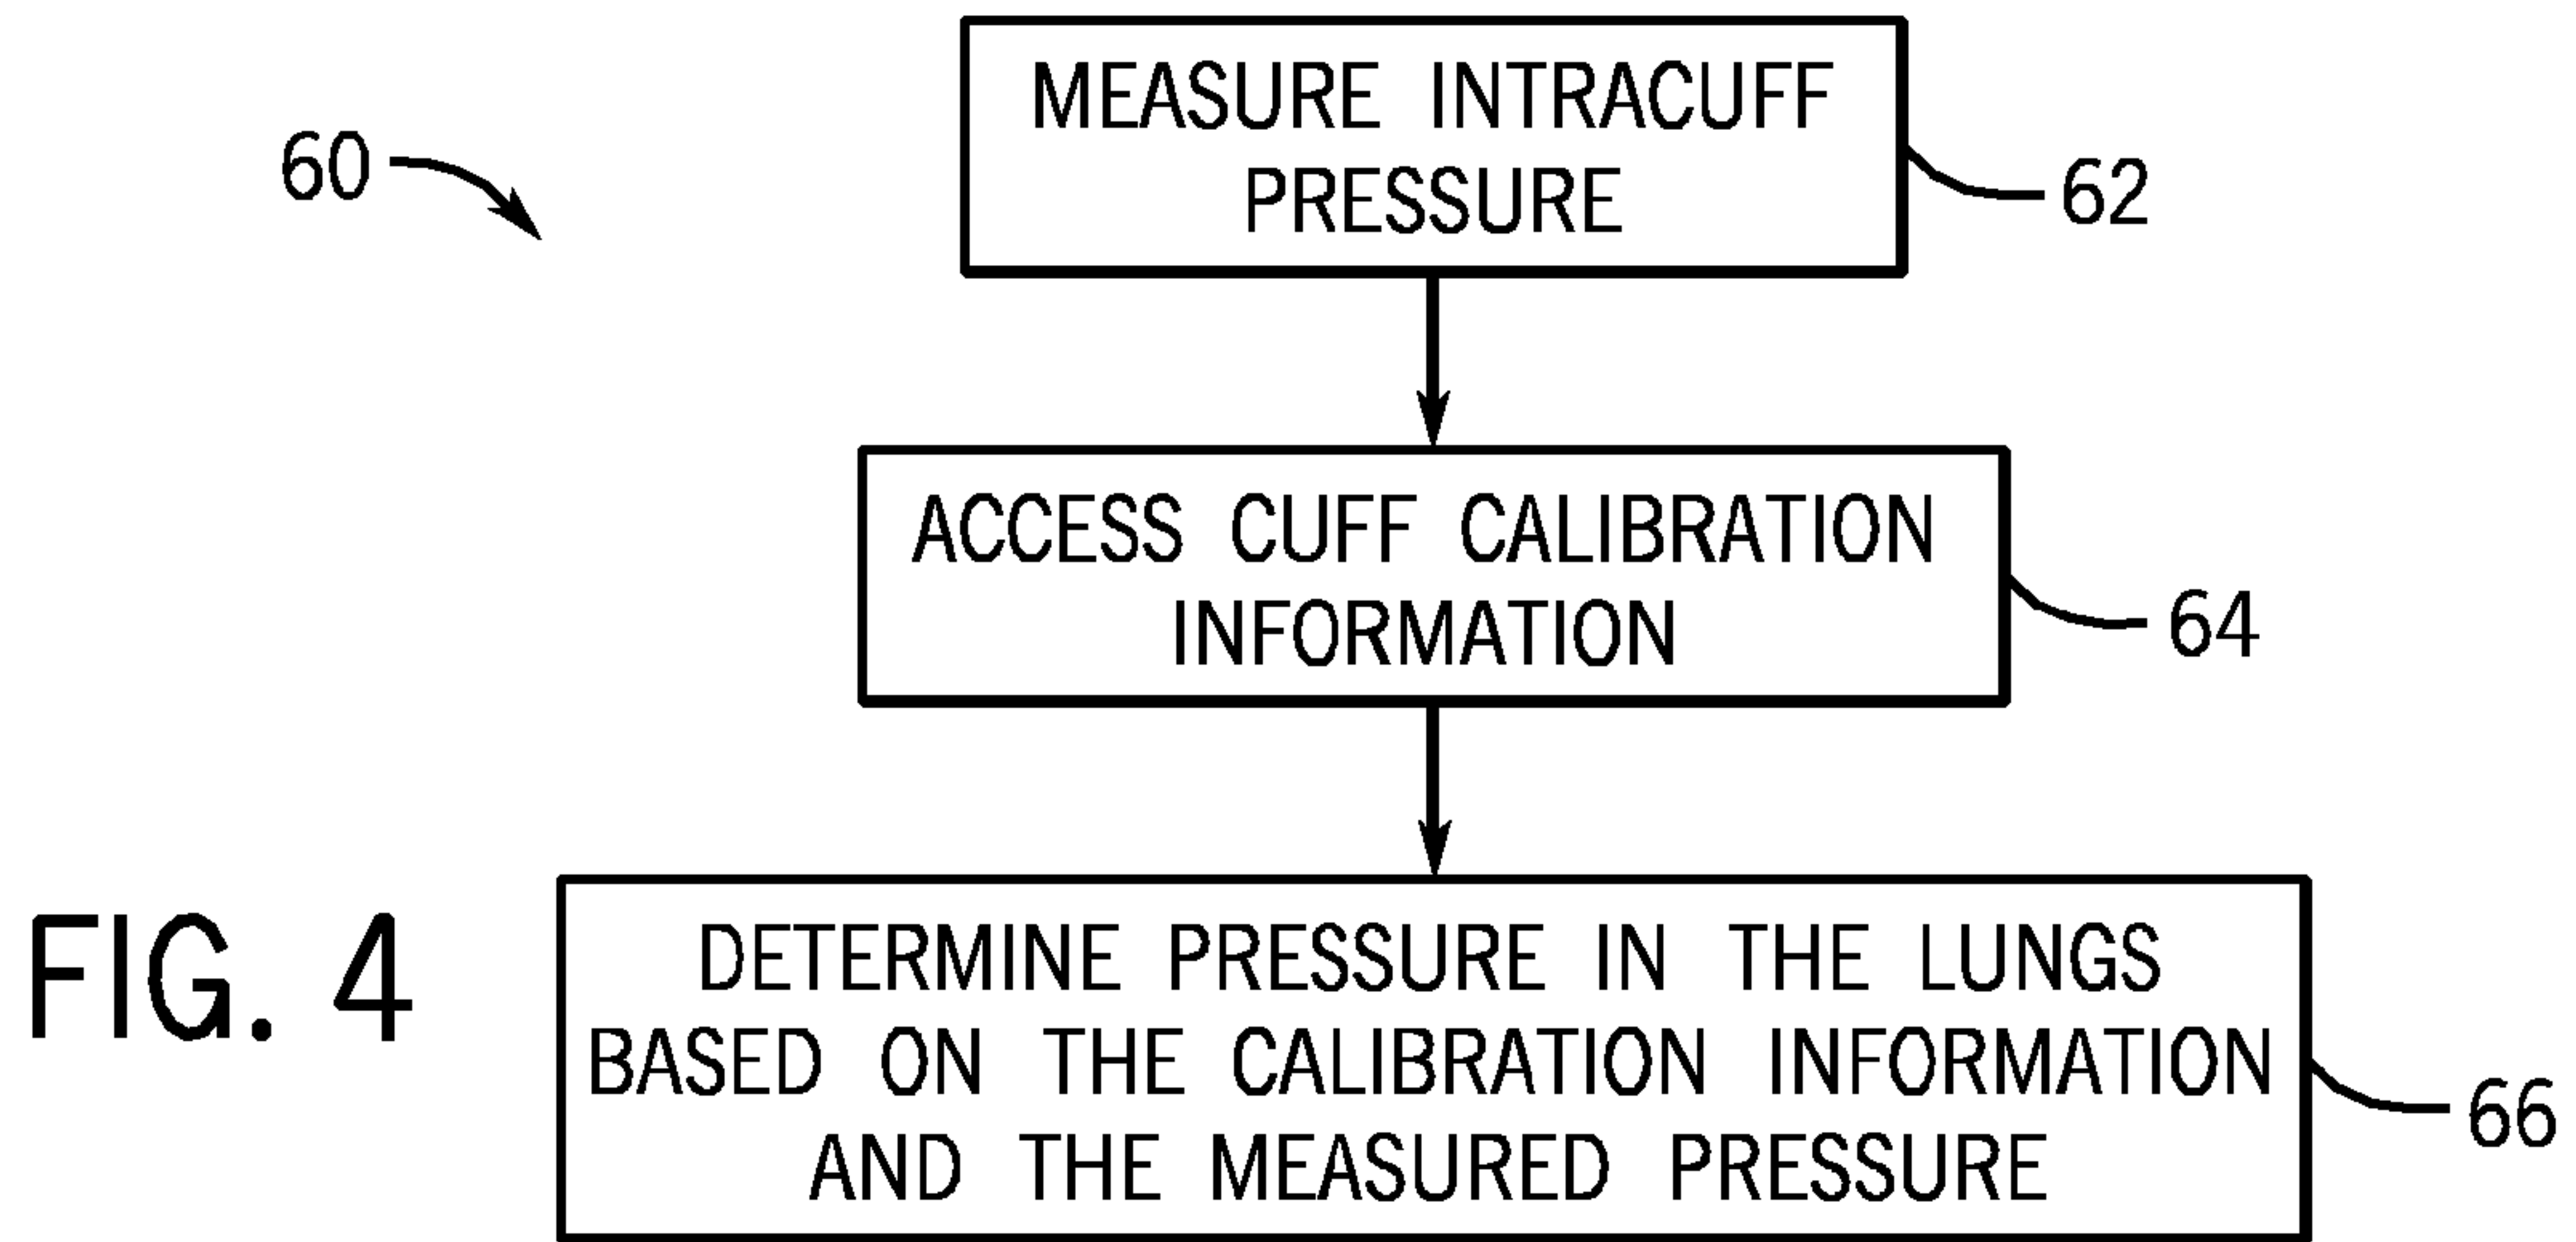 60
MEASURE INTRACUFF
PRESSURE
62
ACCESS CUFF CALIBRATION
INFORMATION
64
DETERMINE PRESSURE IN THE LUNGS
BASED ON THE CALIBRATION INFORMATION
AND THE MEASURED PRESSURE
66
FIG. 4